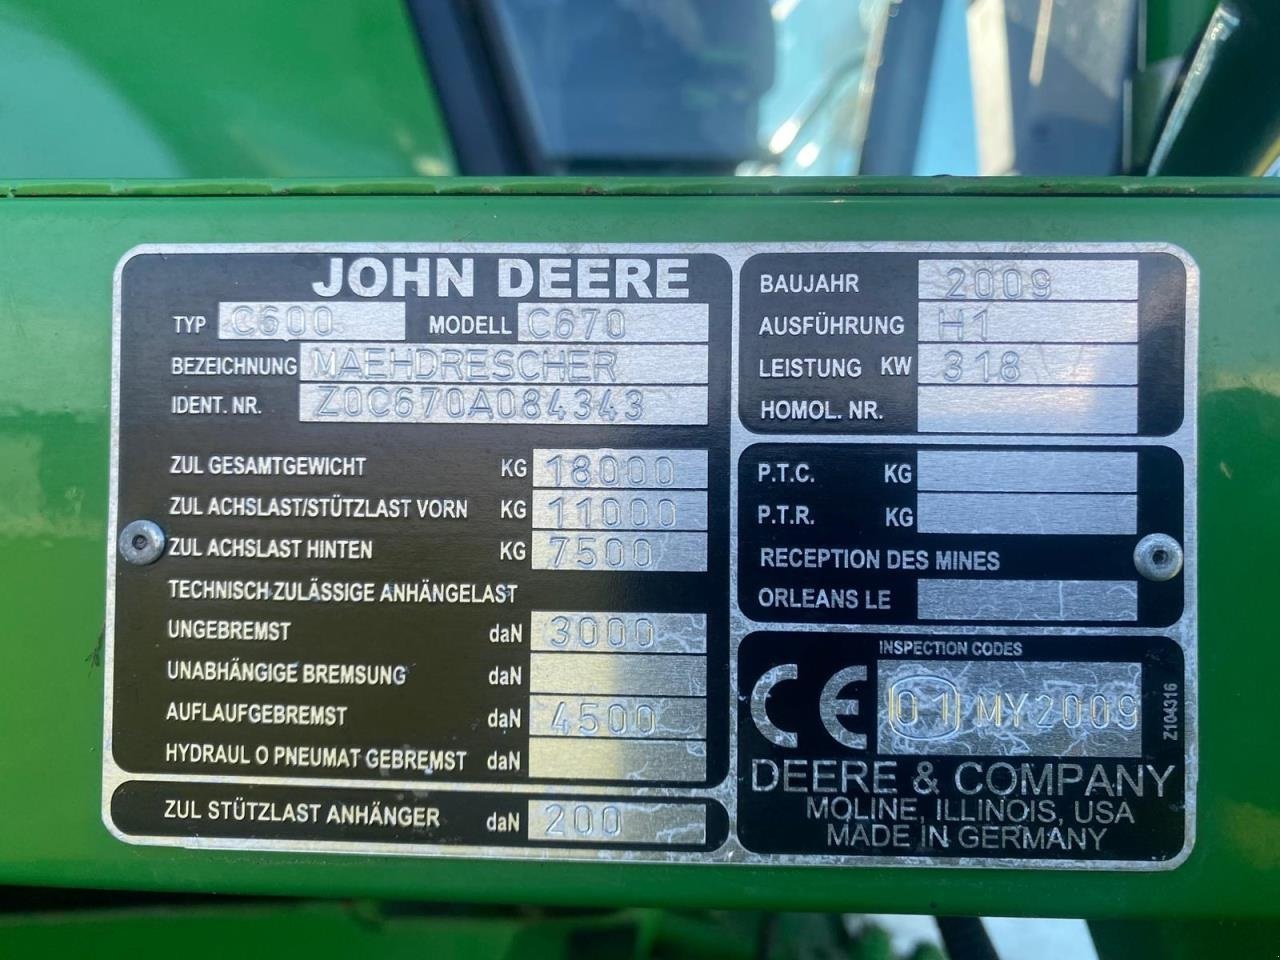 JOHN DEERE
TYP C600 MODELL C670
BEZEICHNUNG MAEHDRESCHER
IDENT. NR. Z0C670A084343
ZUL GESAMTGEWICHT KG 18000
ZUL ACHSLAST/STÜTZLAST VORN KG 11000
ZUL ACHSLAST HINTEN KG 7500
TECHNISCH ZULÄSSIGE ANHÄNGELAST
UNGEBREMST daN 3000
UNABHÄNGIGE BREMSUNG daN
AUFLAUFGEBREMST daN 4500
HYDRAUL O PNEUMAT GEBREMST daN
ZUL STÜTZLAST ANHÄNGER daN 200
BAUJAHR 2009
AUSFÜHRUNG H1
LEISTUNG KW 318
HOMOL. NR.
P.T.C. KG
P.T.R. KG
RECEPTION DES MINES
ORLEANS LE
INSPECTION CODES
CE 01 MY2009
Z104316
DEERE & COMPANY
MOLINE, ILLINOIS, USA
MADE IN GERMANY